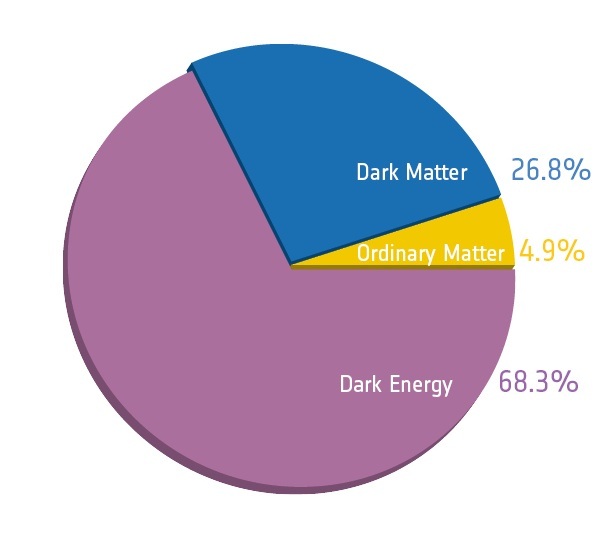 Dark Matter 26.8%
Ordinary Matter 4.9%
Dark Energy 68.3%